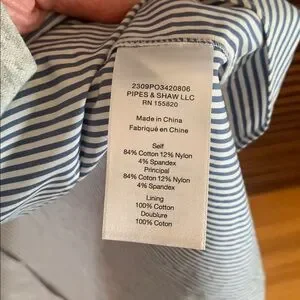 2309PO3420806
PIPES & SHAW LLC
RN 155820
Made in China
Fabriqué en Chine
Self
84% Cotton 12% Nylon
4% Spandex
Principal
84% Coton 12% Nylon
4% Spandex
Lining
100% Cotton
Doublure
100% Coton